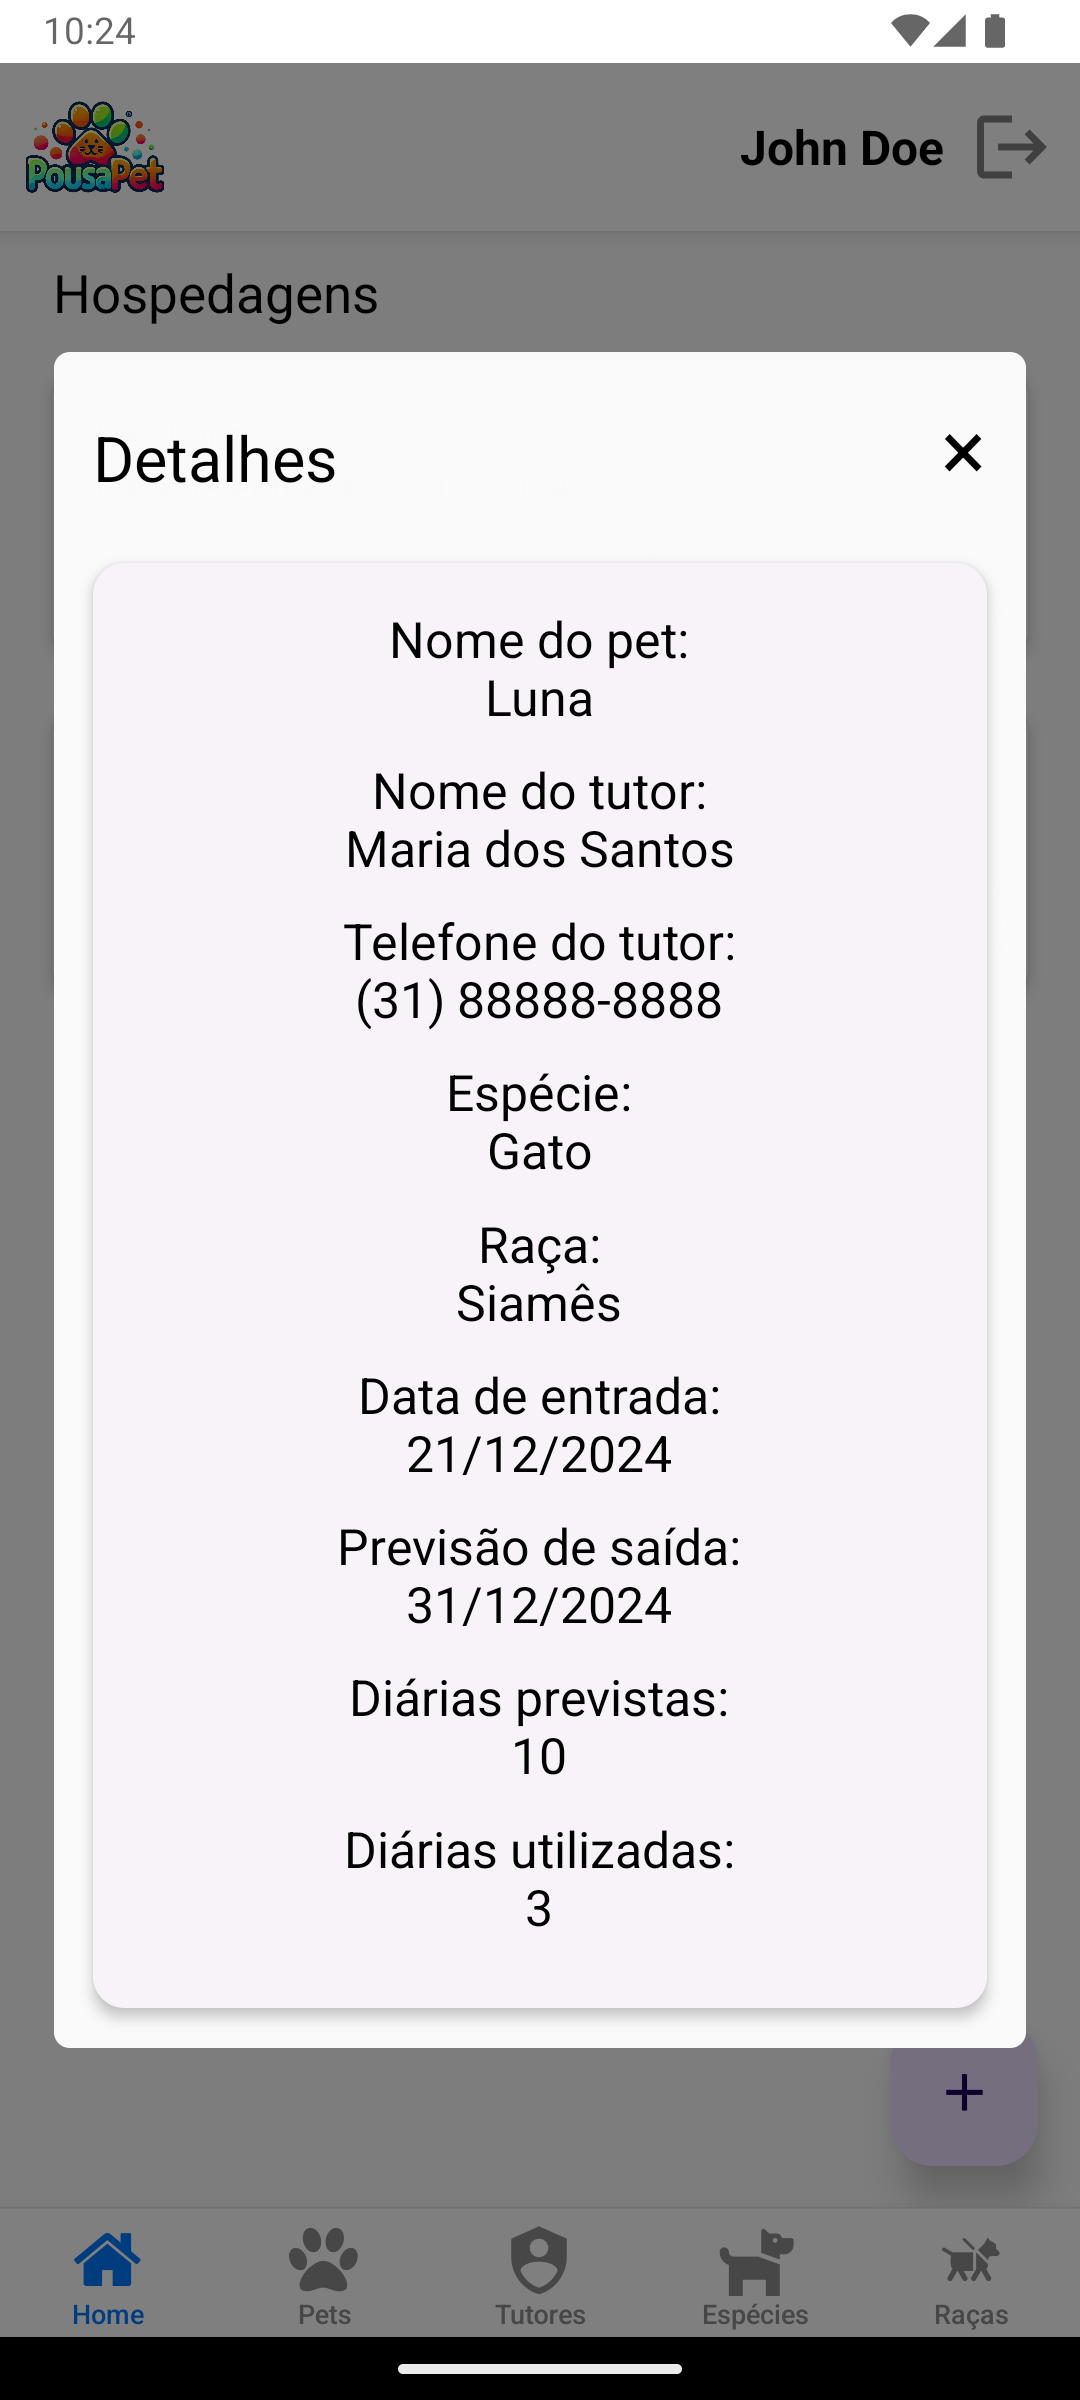 10:24
PousaPet
John Doe
Hospedagens
Detalhes
Nome do pet:
Luna
Nome do tutor:
Maria dos Santos
Telefone do tutor:
(31) 88888-8888
Espécie:
Gato
Raça:
Siamês
Data de entrada:
21/12/2024
Previsão de saída:
31/12/2024
Diárias previstas:
10
Diárias utilizadas:
3
Home
Pets
Tutores
Espécies
Raças